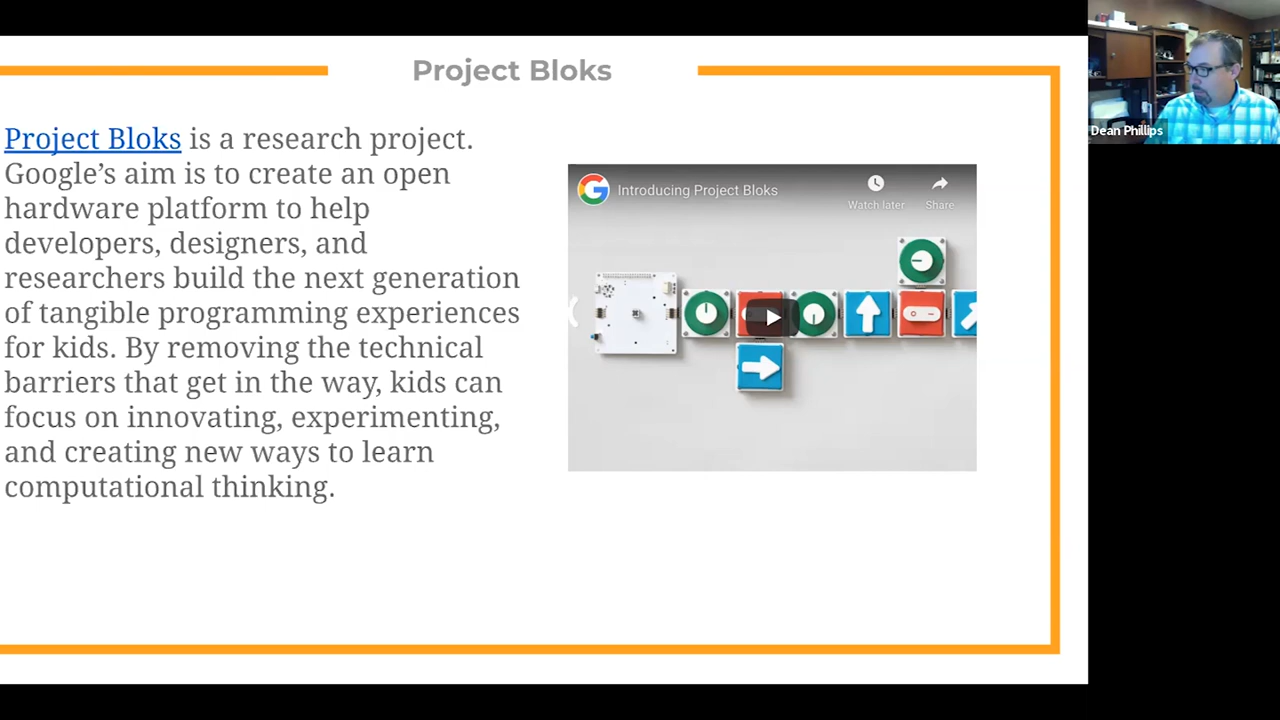 Project Bloks
Project Bloks is a research project.
Google’s aim is to create an open
hardware platform to help
developers, designers, and
researchers build the next generation
of tangible programming experiences
for kids. By removing the technical
barriers that get in the way, kids can
focus on innovating, experimenting,
and creating new ways to learn
computational thinking.
Introducing Project Bloks
Watch later
Share
Dean Phillips